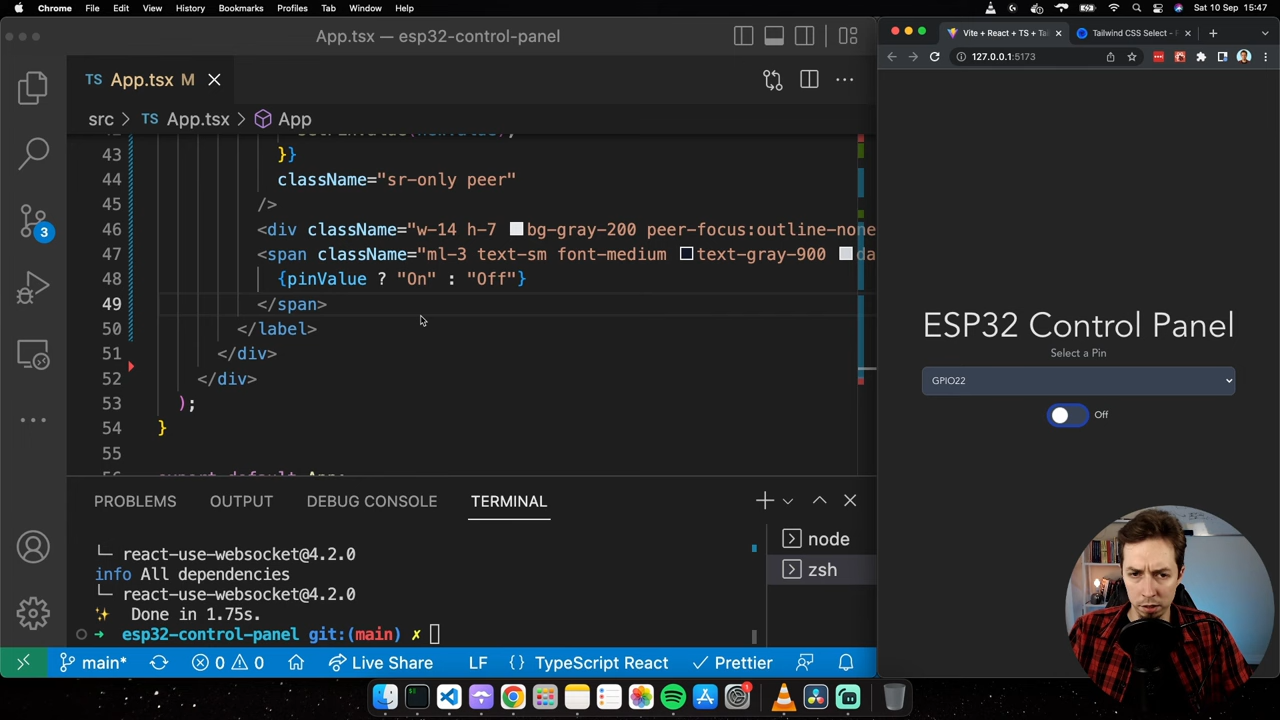 Chrome File Edit View History Bookmarks Profiles Tab Window Help
Sat 10 Sep 15:47
App.tsx — esp32-control-panel
TS App.tsx M
src > TS App.tsx > App
43 }}
44 className="sr-only peer"
45 />
46 <div className="w-14 h-7 bg-gray-200 peer-focus:outline-none
47 <span className="ml-3 text-sm font-medium text-gray-900 da
48 {pinValue ? "On" : "Off"}
49 </span>
50 </label>
51 </div>
52 </div>
53 );
54 }
55
export default App;
3
PROBLEMS OUTPUT DEBUG CONSOLE TERMINAL
└─ react-use-websocket@4.2.0
info All dependencies
└─ react-use-websocket@4.2.0
✨ Done in 1.75s.
➜ esp32-control-panel git:(main) ✗
node
zsh
main* 0 0 Live Share LF {} TypeScript React Prettier
Vite + React + TS + Tai
Tailwind CSS Select - F
127.0.0.1:5173
ESP32 Control Panel
Select a Pin
GPIO22
Off
1